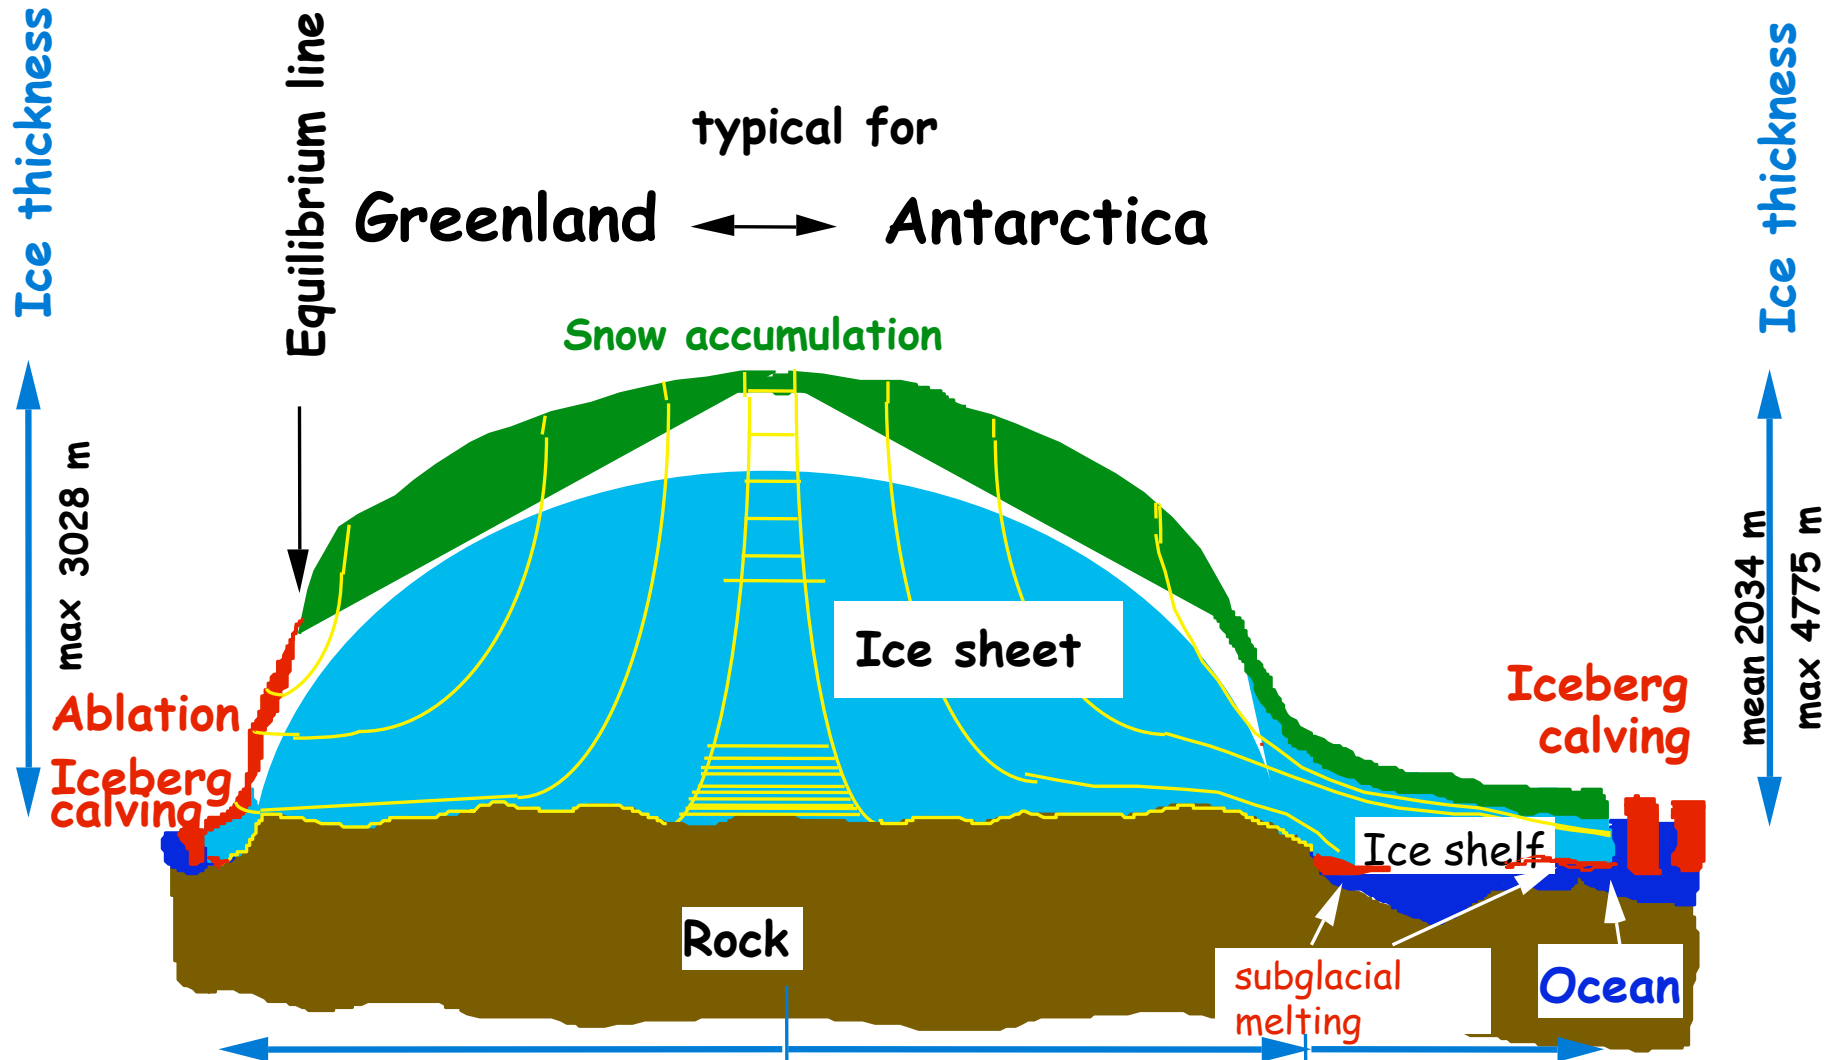 Ice thickness
Equilibrium line
typical for
Greenland
Antarctica
Ice thickness
Snow accumulation
max 3028 m
mean 2034 m
max 4775 m
Ice sheet
Ablation
Iceberg
calving
Iceberg
calving
Ice shelf
Rock
subglacial
melting
Ocean